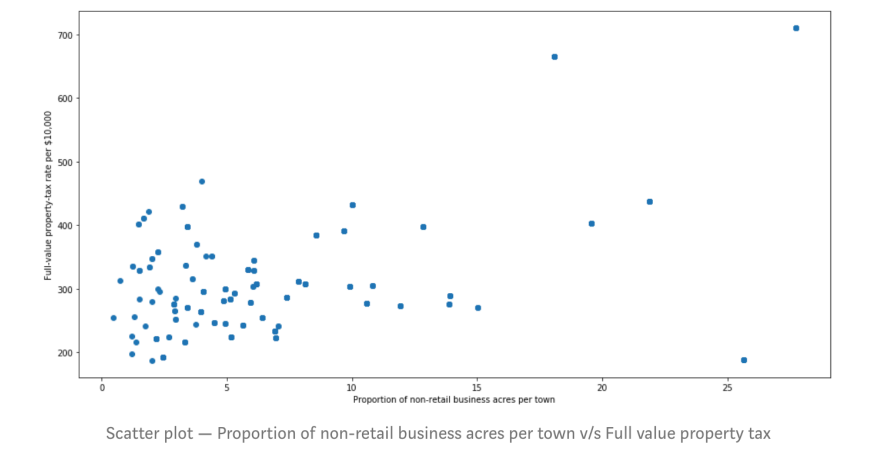 700
600
500
400
300
200
Full-value property-tax rate per $10,000
0 5 10 15 20 25
Proportion of non-retail business acres per town
Scatter plot — Proportion of non-retail business acres per town v/s Full value property tax